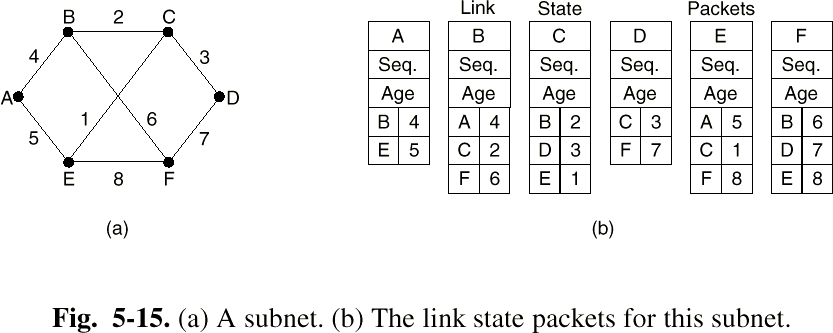 Link State Packets
B 2 C
A B C D E F
4 3
Seq. Seq. Seq. Seq. Seq. Seq.
A D
Age Age Age Age Age Age
1 6
B 4 A 4 B 2 C 3 A 5 B 6
5 7
E 5 C 2 D 3 F 7 C 1 D 7
E 8 F
F 6 E 1 F 8 E 8
(a) (b)
Fig. 5-15. (a) A subnet. (b) The link state packets for this subnet.